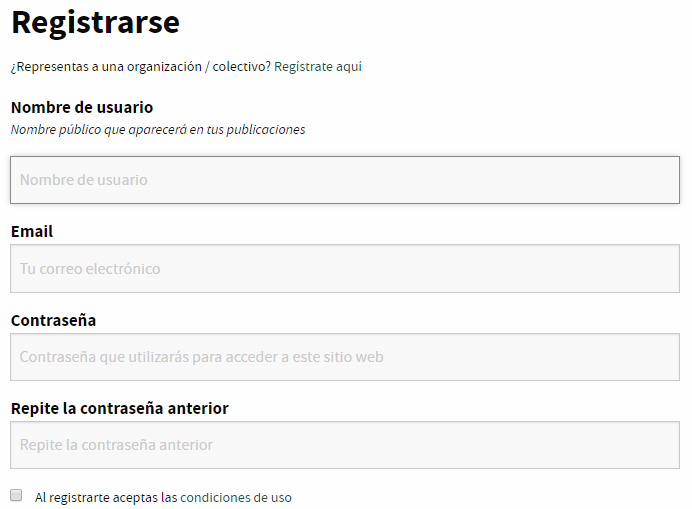 Registrarse
¿Representas a una organización / colectivo? Regístrate aquí
Nombre de usuario
Nombre público que aparecerá en tus publicaciones
Nombre de usuario
Email
Tu correo electrónico
Contraseña
Contraseña que utilizarás para acceder a este sitio web
Repite la contraseña anterior
Repite la contraseña anterior
Al registrarte aceptas las condiciones de uso